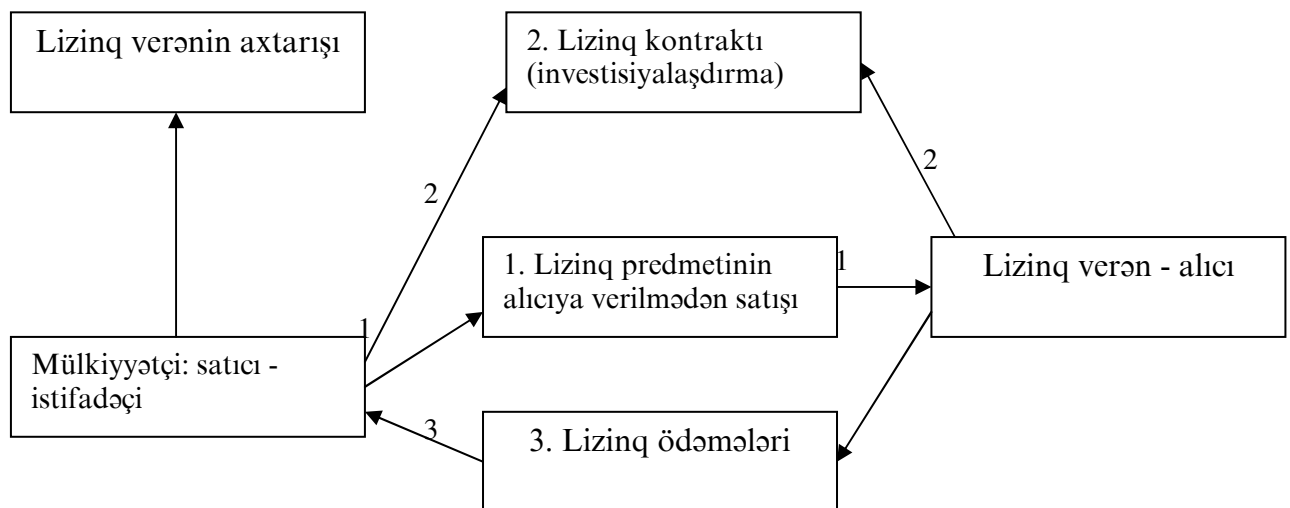 Lizinq verənin axtarışı
2. Lizinq kontraktı
(investisiyalaşdırma)
2
2
1. Lizinq predmetinin
alıcıya verilmədən satışı
1
Lizinq verən - alıcı
1
Mülkiyyətçi: satıcı -
istifadəçi
3
3. Lizinq ödəmələri